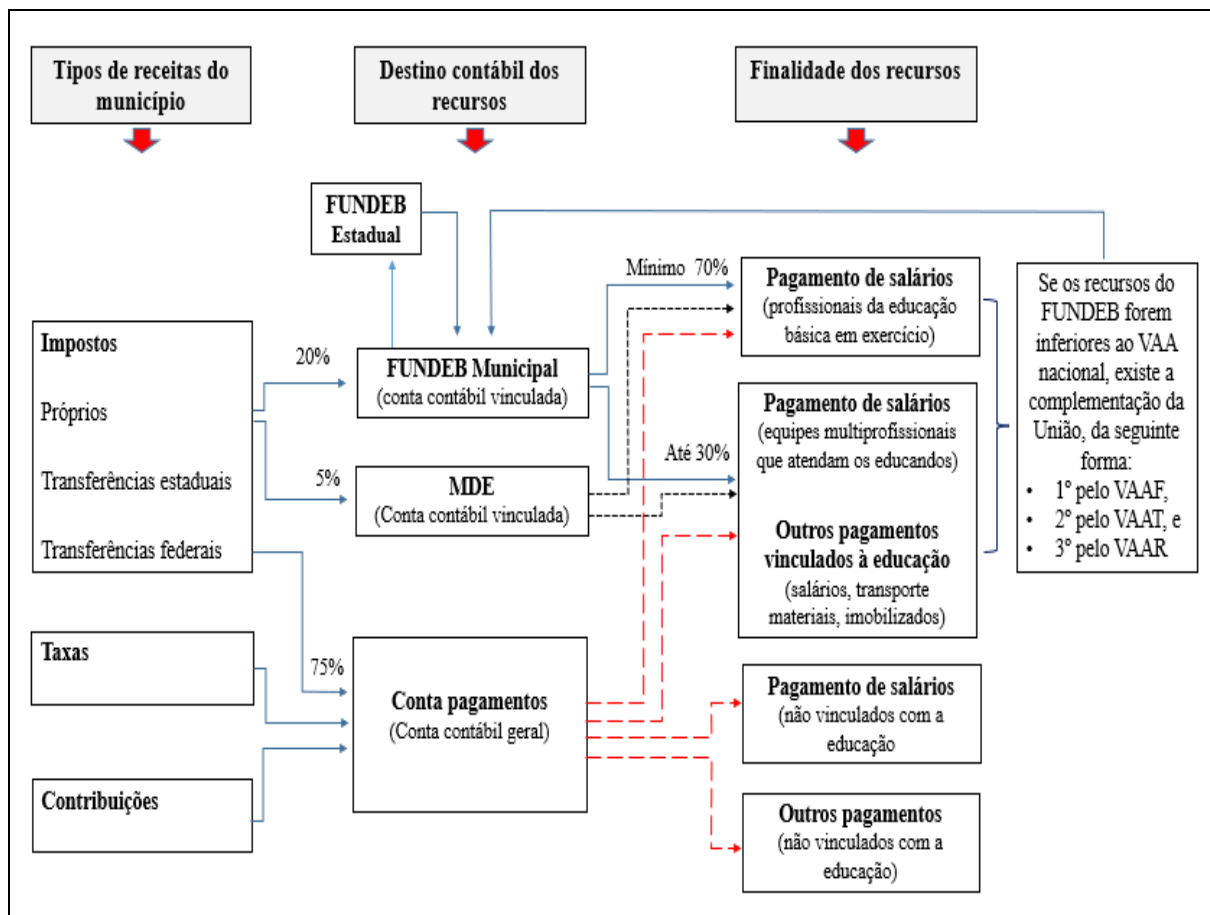 Tipos de receitas do
município
Destino contábil dos
recursos
Finalidade dos recursos
FUNDEB
Estadual
Impostos
Próprios
Transferências estaduais
Transferências federais
20%
5%
75%
FUNDEB Municipal
(conta contábil vinculada)
MDE
(Conta contábil vinculada)
Mínimo 70%
Até 30%
Pagamento de salários
(profissionais da educação
básica em exercício)
Pagamento de salários
(equipes multiprofissionais
que atendam os educandos)
Outros pagamentos
vinculados à educação
(salários, transporte
materiais, imobilizados)
Se os recursos do
FUNDEB forem
inferiores ao VAA
nacional, existe a
complementação da
União, da seguinte
forma:
• 1º pelo VAAF,
• 2º pelo VAAT, e
• 3º pelo VAAR
Taxas
Contribuições
Conta pagamentos
(Conta contábil geral)
Pagamento de salários
(não vinculados com a
educação
Outros pagamentos
(não vinculados com a
educação)